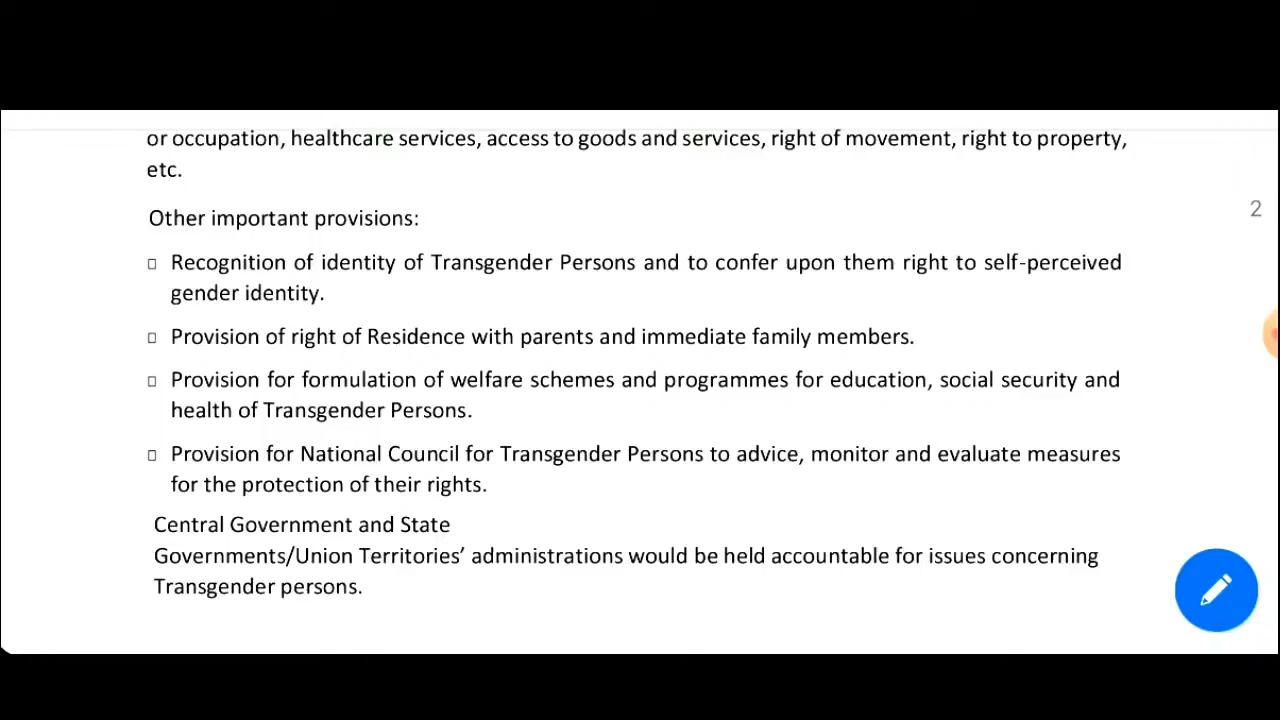 or occupation, healthcare services, access to goods and services, right of movement, right to property,
etc.
2
Other important provisions:
▯ Recognition of identity of Transgender Persons and to confer upon them right to self-perceived
gender identity.
▯ Provision of right of Residence with parents and immediate family members.
▯ Provision for formulation of welfare schemes and programmes for education, social security and
health of Transgender Persons.
▯ Provision for National Council for Transgender Persons to advice, monitor and evaluate measures
for the protection of their rights.
Central Government and State
Governments/Union Territories’ administrations would be held accountable for issues concerning
Transgender persons.